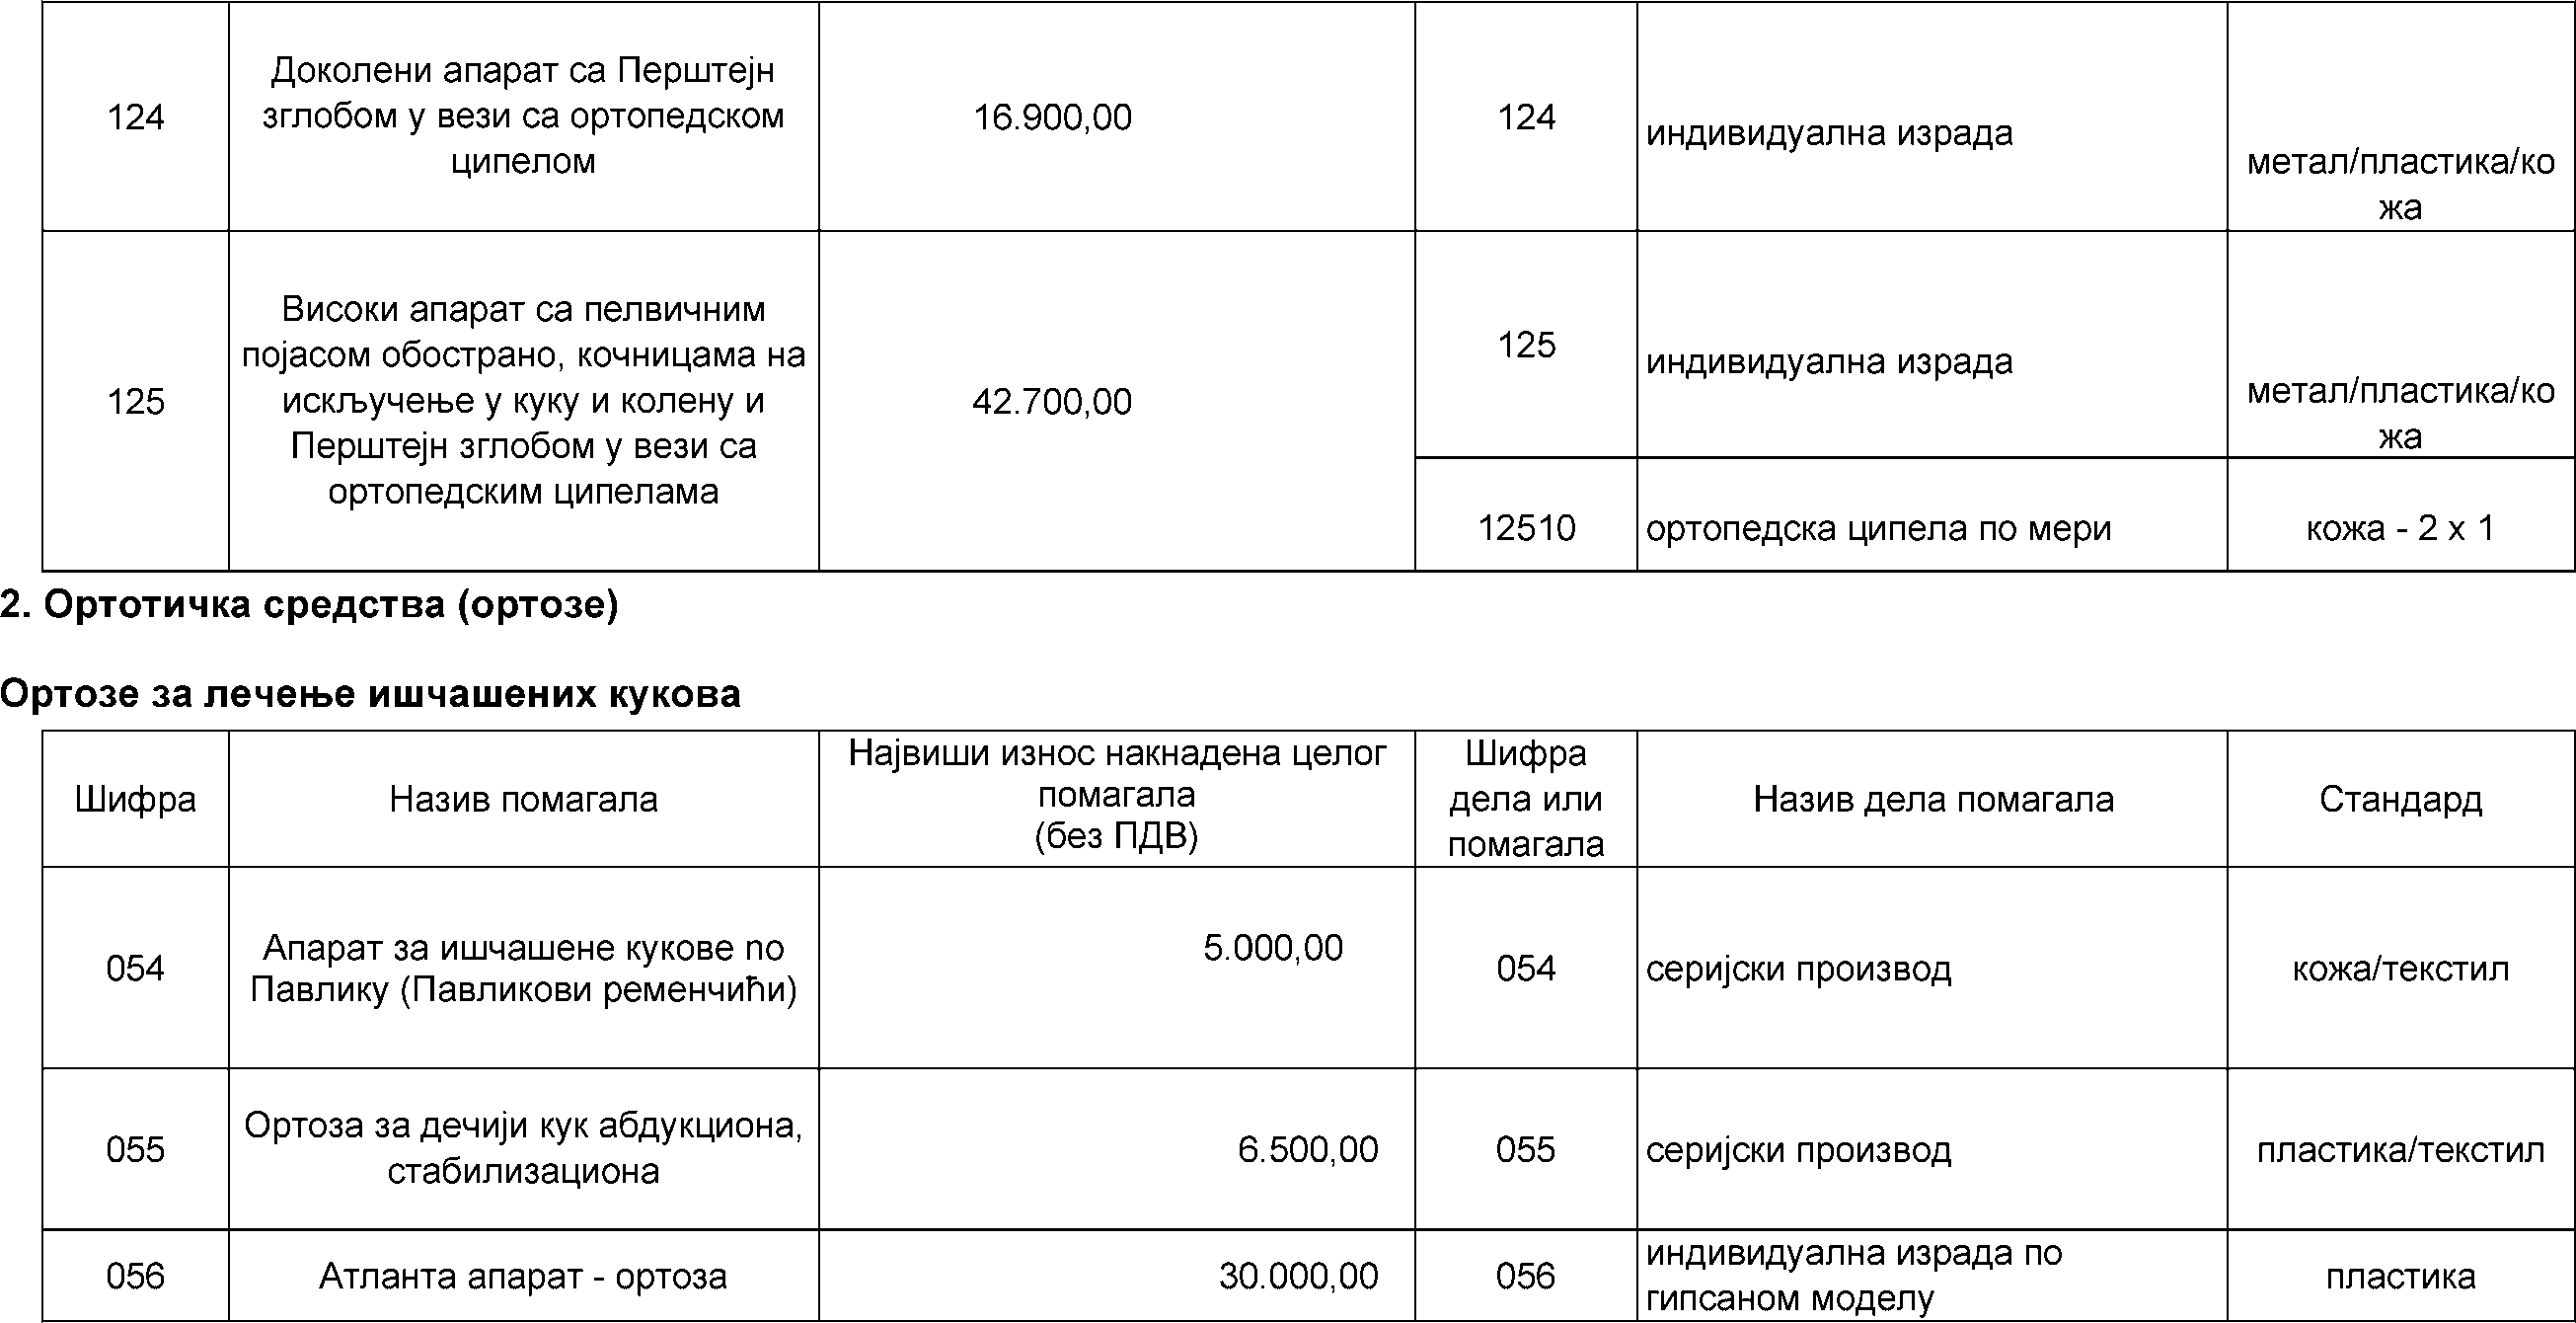 124
Доколени апарат са Перштејн
зглобом у вези са ортопедском
ципелом
16.900,00
124
индивидуална израда
метал/пластика/ко
жа
125
Високи апарат са пелвичним
појасом обострано, кочницама на
искључење у куку и колену и
Перштејн зглобом у вези са
ортопедским ципелама
42.700,00
125
индивидуална израда
метал/пластика/ко
жа
12510
ортопедска ципела по мери
кожа - 2 x 1
2. Ортотичка средства (ортозе)
Ортозе за лечење ишчашених кукова
Шифра
Назив помагала
Највиши износ накнадена целог
помагала
(без ПДВ)
Шифра
дела или
помагала
Назив дела помагала
Стандард
054
Апарат за ишчашене кукове no
Павлику (Павликови ременчићи)
5.000,00
054
серијски производ
кожа/текстил
055
Ортоза за дечији кук абдукциона,
стабилизациона
6.500,00
055
серијски производ
пластика/текстил
056
Атланта апарат - ортоза
30.000,00
056
индивидуална израда по
гипсаном моделу
пластика